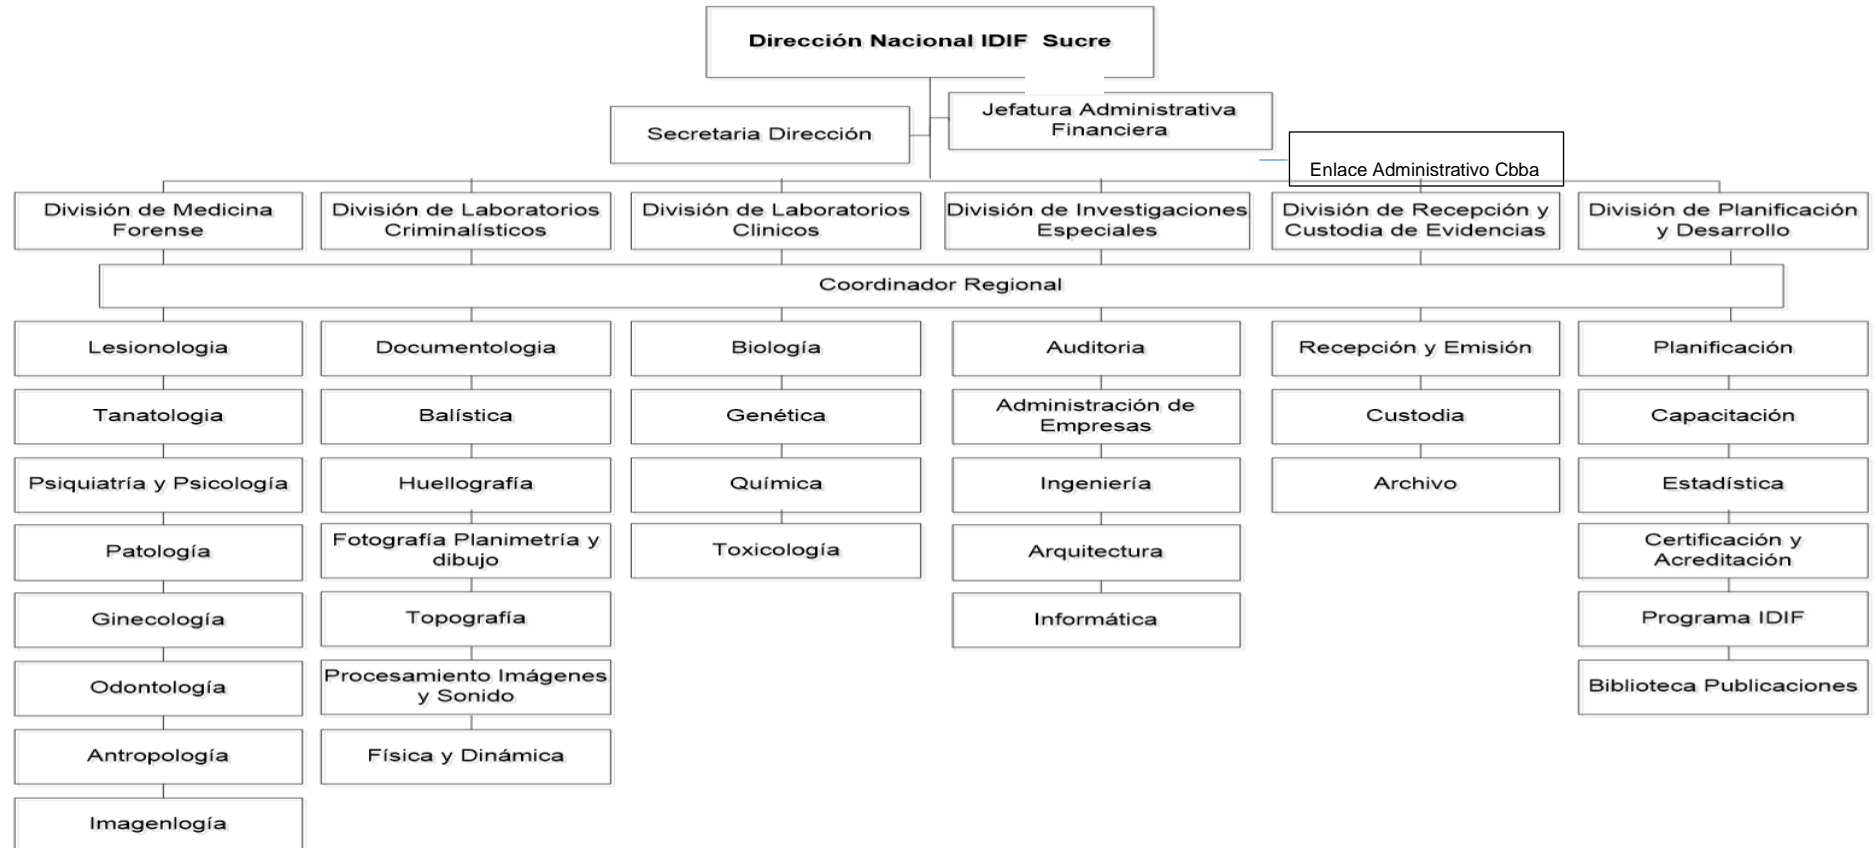 Dirección Nacional IDIF Sucre
Jefatura Administrativa
Financiera
Secretaria Dirección
Enlace Administrativo Cbba
División de Medicina
Forense
División de Laboratorios
Criminalísticos
División de Laboratorios
Clinicos
División de Investigaciones
Especiales
División de Recepción y
Custodia de Evidencias
División de Planificación
y Desarrollo
Coordinador Regional
Lesionologia
Documentologia
Biología
Auditoria
Recepción y Emisión
Planificación
Tanatologia
Balística
Genética
Administración de
Empresas
Custodia
Capacitación
Psiquiatría y Psicología
Huellografía
Química
Ingeniería
Archivo
Estadística
Patología
Fotografía Planimetría y
dibujo
Toxicología
Arquitectura
Certificación y
Acreditación
Ginecología
Topografía
Informática
Programa IDIF
Odontología
Procesamiento Imágenes
y Sonido
Biblioteca Publicaciones
Antropología
Física y Dinámica
Imagenlogía